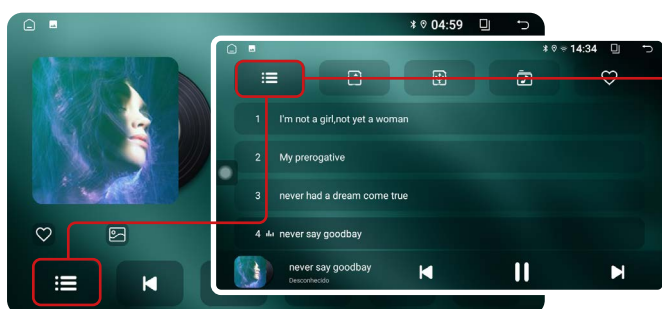 04:59
14:34
1 I'm not a girl,not yet a woman
2 My prerogative
3 never had a dream come true
4 never say goodbay
never say goodbay
Desconhecido